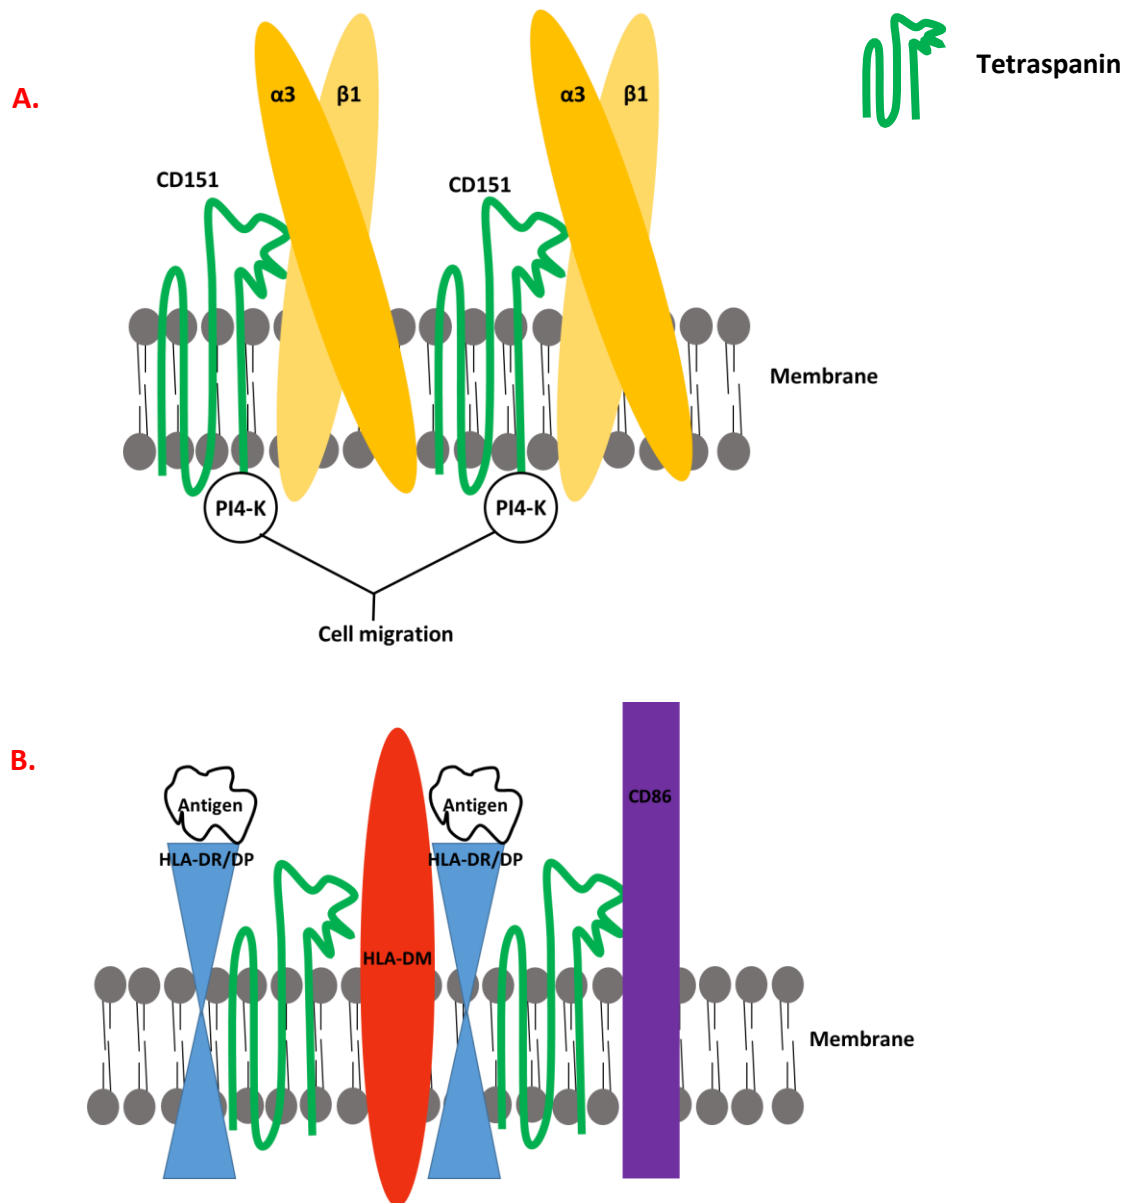 Tetraspanin
A.
α3
β1
α3
β1
CD151
CD151
Membrane
PI4-K
PI4-K
Cell migration
B.
Antigen
Antigen
CD86
HLA-DR/DP
HLA-DR/DP
HLA-DM
Membrane